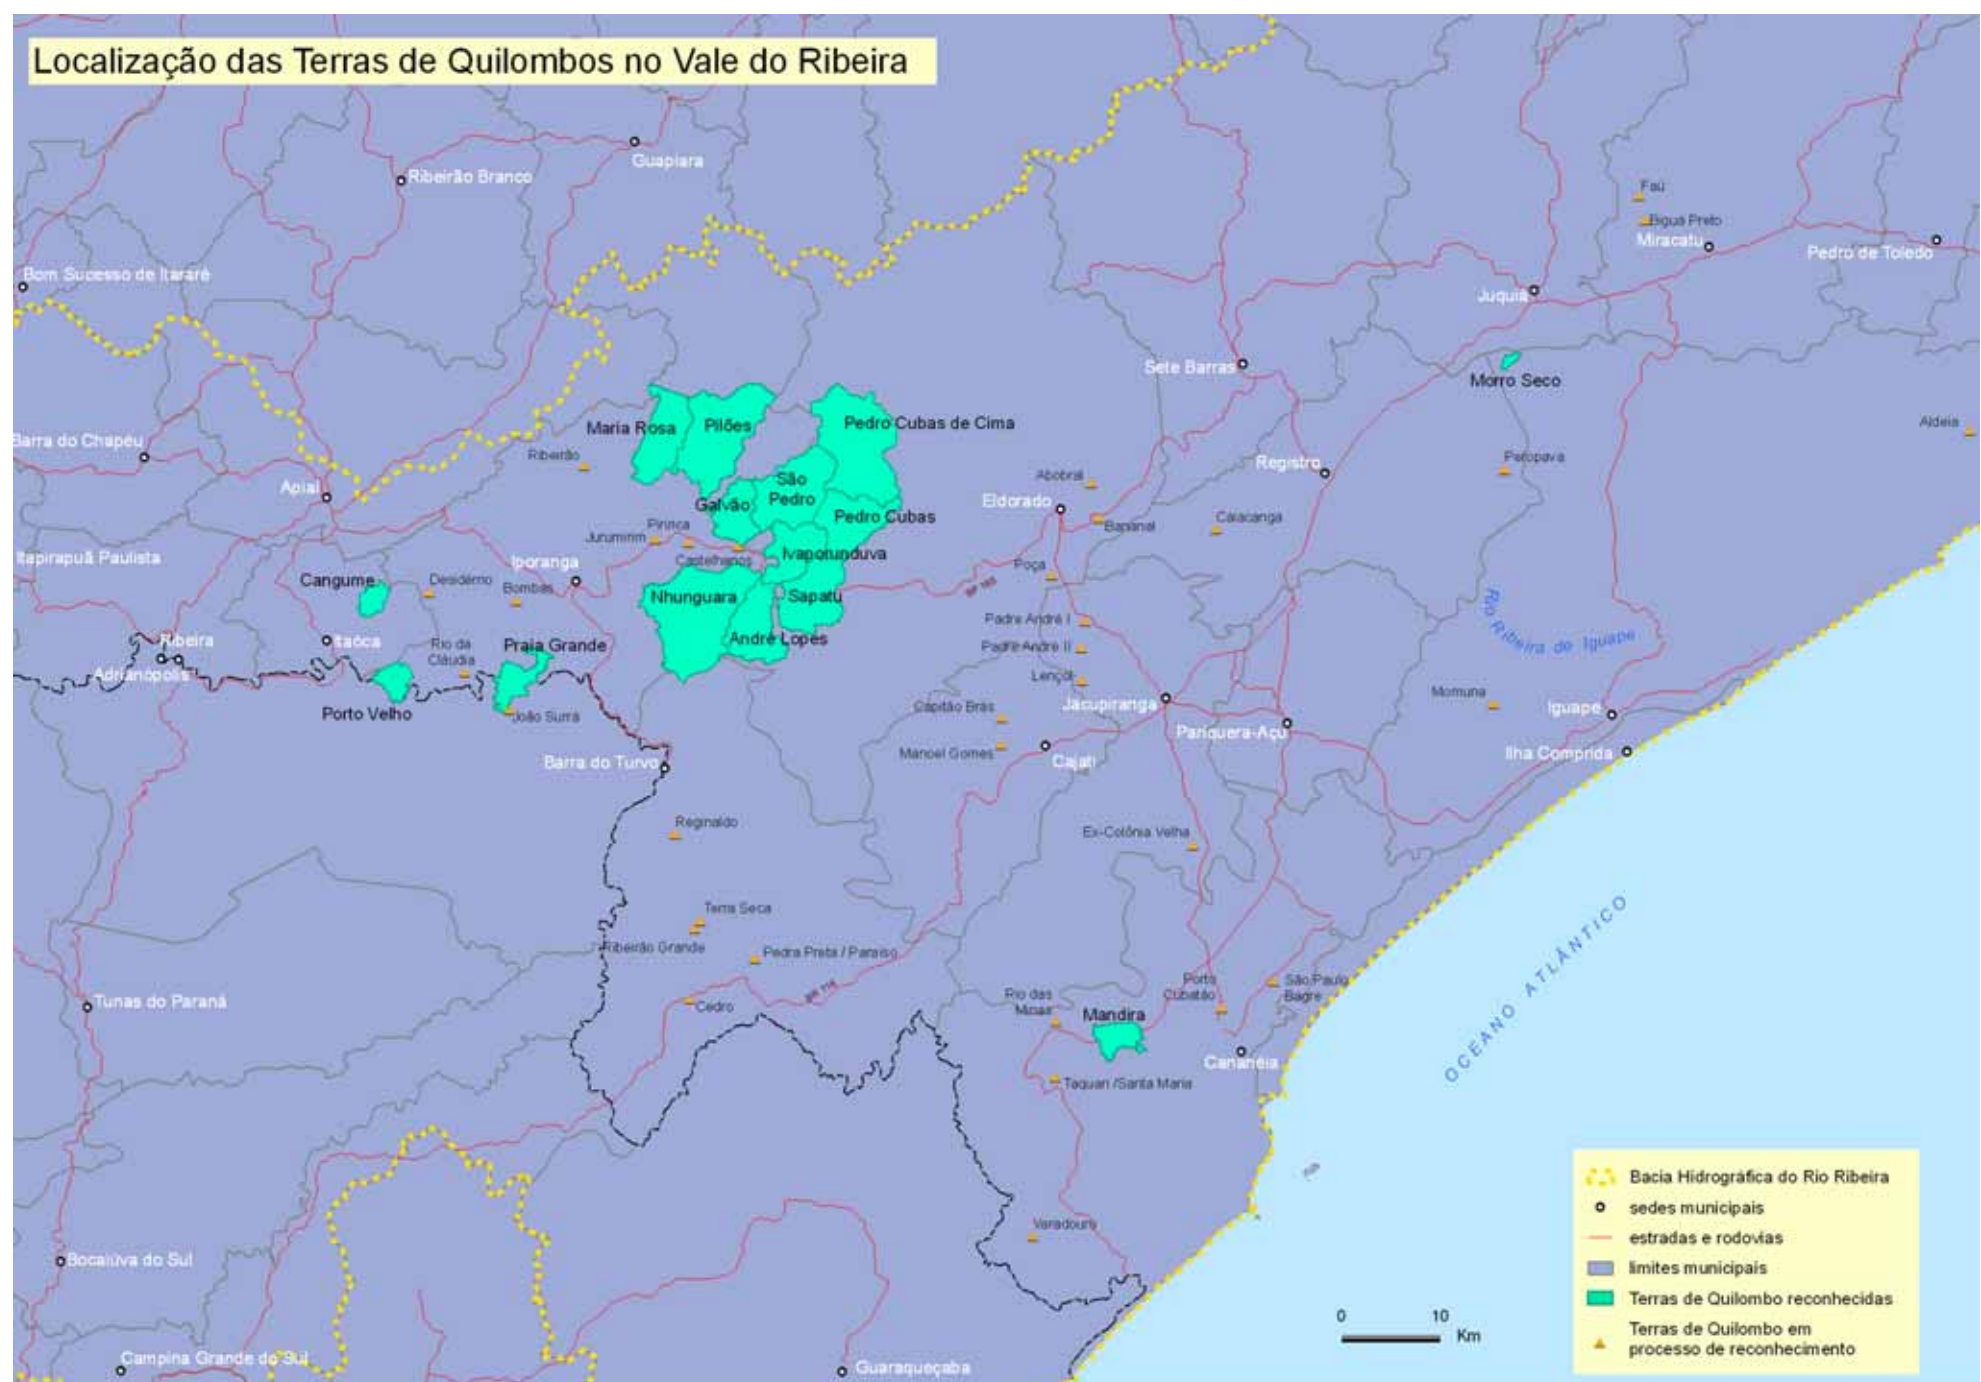 Localização das Terras de Quilombos no Vale do Ribeira
Guapiara
Ribeirão Branco
Faú
Biguá Preto
Miracatu
Pedro de Toledo
Bom Sucesso de Itararé
Juquiá
Sete Barras
Morro Seco
Maria Rosa
Pilões
Pedro Cubas de Cima
Aldeia
Barra do Chapéu
Ribeirão
Peropava
Registro
Abobral
São
Pedro
Apiaí
Galvão
Eldorado
Pedro Cubas
Bananal
Caiacanga
Piririca
Jurumirim
Castelhanos
Ivaporunduva
Itapirapuã Paulista
Iporanga
Poça
Cangume
Desidério
Bombas
Nhunguara
Sapatu
SP 165
Rio Ribeira de Iguape
Padre André I
Ribeira
Itaóca
Rio da
Cláudia
Praia Grande
André Lopes
Padre André II
Adrianópolis
Lençol
Momuna
Porto Velho
João Surrá
Capitão Brás
Jacupiranga
Iguape
Pariquera-Açu
Manoel Gomes
Cajati
Ilha Comprida
Barra do Turvo
Reginaldo
Ex-Colônia Velha
Terra Seca
Ribeirão Grande
Pedra Preta / Paraiso
OCEANO ATLÂNTICO
Tunas do Paraná
Cedro
BR 116
Rio das
Minas
Mandira
Porto
Cubatão
São Paulo
Bagre
Cananéia
Taquari /Santa Maria
Varadouro
Bocaiúva do Sul
Campina Grande do Sul
Guaraqueçaba
Bacia Hidrográfica do Rio Ribeira
sedes municipais
estradas e rodovias
limites municipais
Terras de Quilombo reconhecidas
Terras de Quilombo em
processo de reconhecimento
0 10
Km